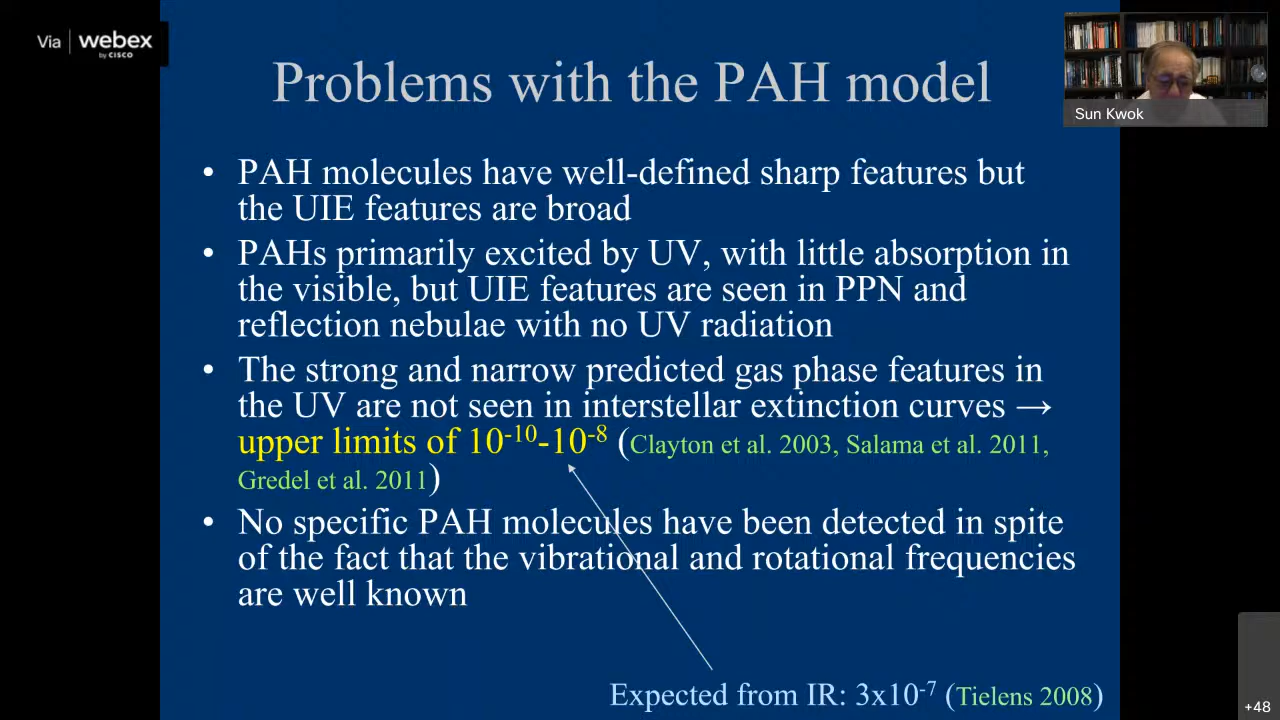 Via webex
by CISCO
Problems with the PAH model
Sun Kwok
• PAH molecules have well-defined sharp features but
the UIE features are broad
• PAHs primarily excited by UV, with little absorption in
the visible, but UIE features are seen in PPN and
reflection nebulae with no UV radiation
• The strong and narrow predicted gas phase features in
the UV are not seen in interstellar extinction curves →
upper limits of 10⁻¹⁰-10⁻⁸ (Clayton et al. 2003, Salama et al. 2011,
Gredel et al. 2011)
• No specific PAH molecules have been detected in spite
of the fact that the vibrational and rotational frequencies
are well known
Expected from IR: 3x10⁻⁷ (Tielens 2008)
+48